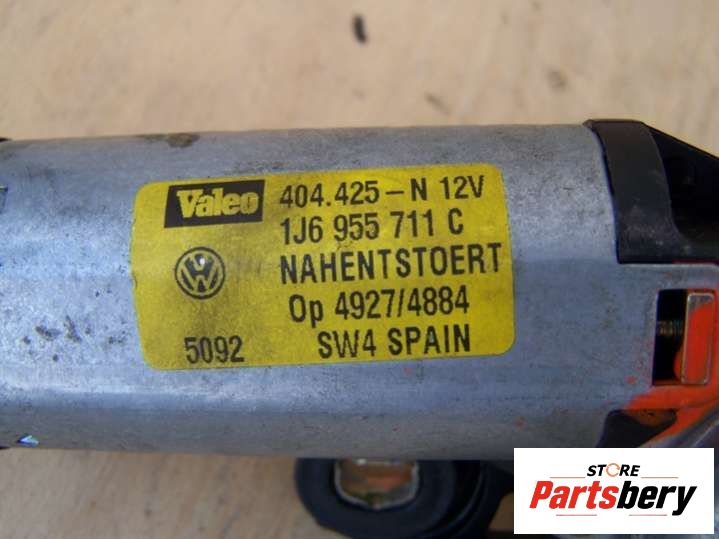 Valeo 404.425-N 12V
1J6 955 711 C
NAHENTSTOERT
Op 4927/4884
5092 SW4 SPAIN
STORE
Partsbery